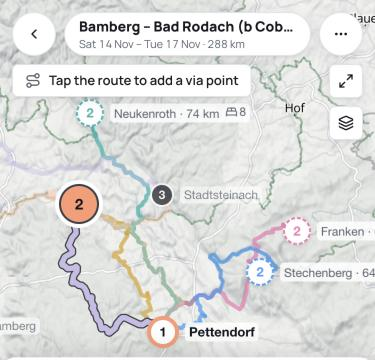 Bamberg – Bad Rodach (b Cob...
Sat 14 Nov – Tue 17 Nov · 288 km
Tap the route to add a via point
2
Neukenroth · 74 km 8
Hof
2
3
Stadtsteinach
2
Franken ·
2
Stechenberg · 64
amberg
1
Pettendorf